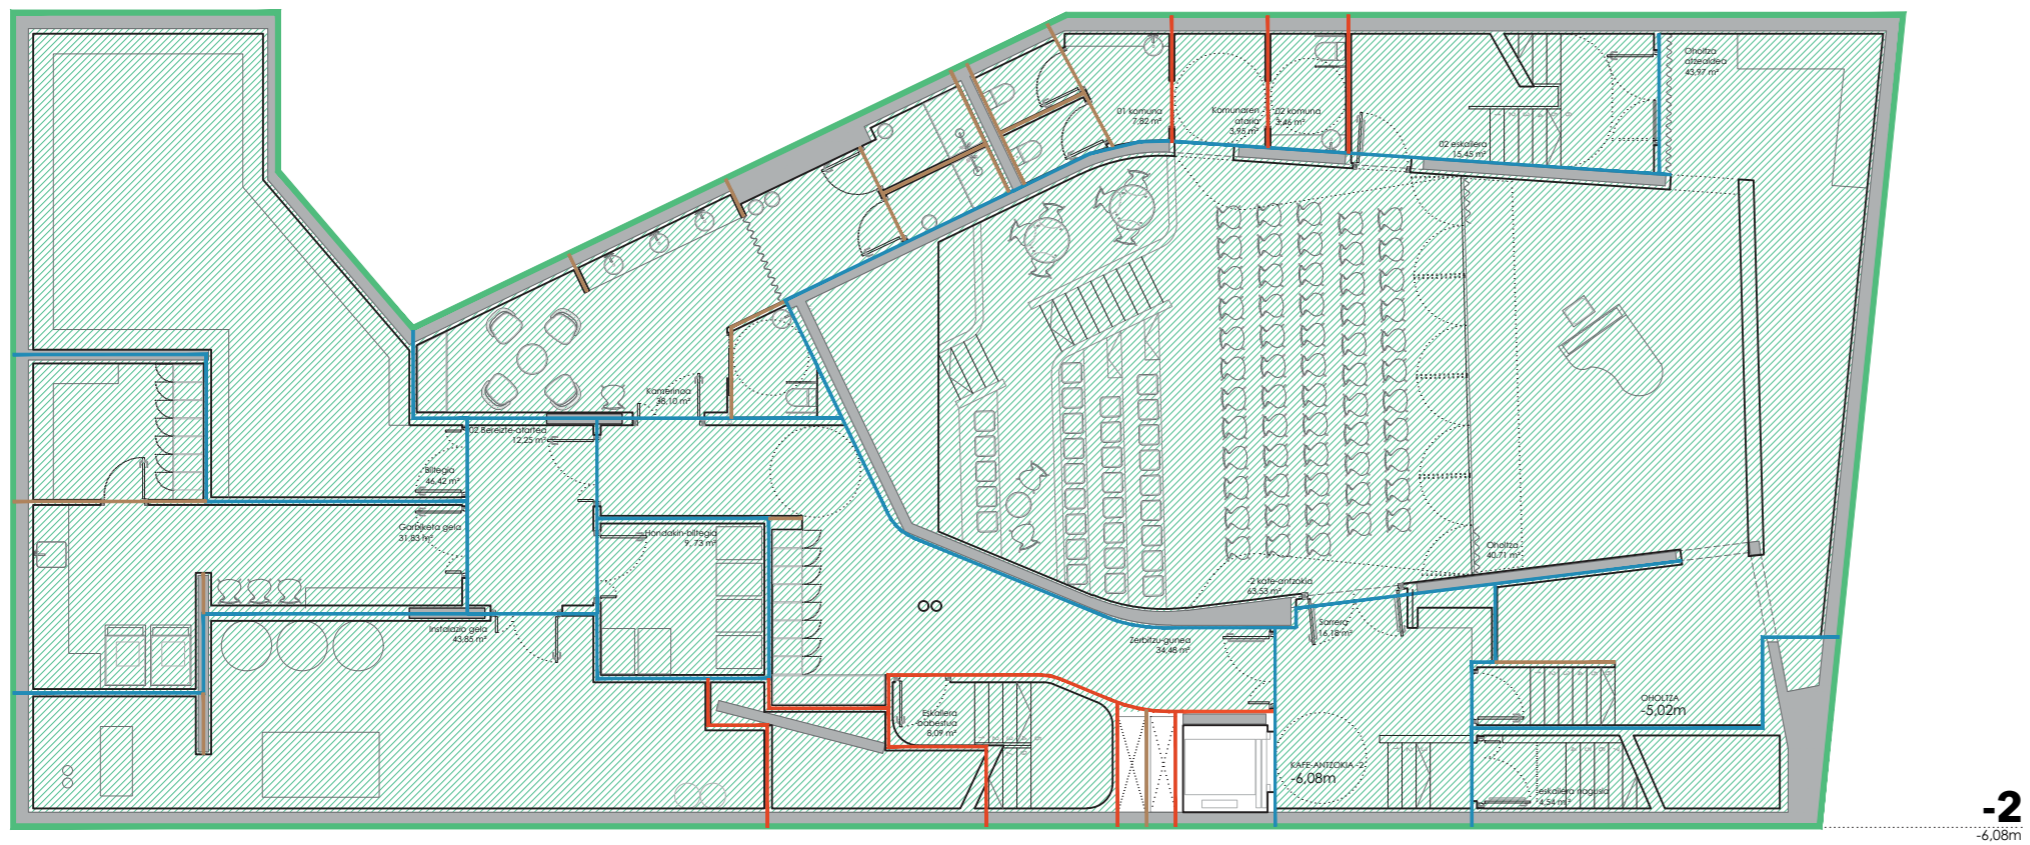 Oholtza
atzealdea
43,97 m²
01 komuna
7,82 m²
Komunaren
ataria
3,95 m²
02 komuna
3,46 m²
02 eskailera
15,45 m²
Kamerinoa
38,10 m²
02 Bereizte-atartea
12,25 m²
Biltegia
46,42 m²
Garbiketa gela
31,83 m²
Hondakin-biltegia
9,73 m²
Oholtza
40,71 m²
-2 kafe-antzokia
63,53 m²
Instalazio gela
43,85 m²
Zerbitzu-gunea
34,48 m²
Sarrera
16,18 m²
Eskailera
babestua
8,09 m²
OHOLTZA
-5,02m
KAFE-ANTZOKIA -2
-6,08m
eskailera nagusia
4,54 m²
-2
-6,08m